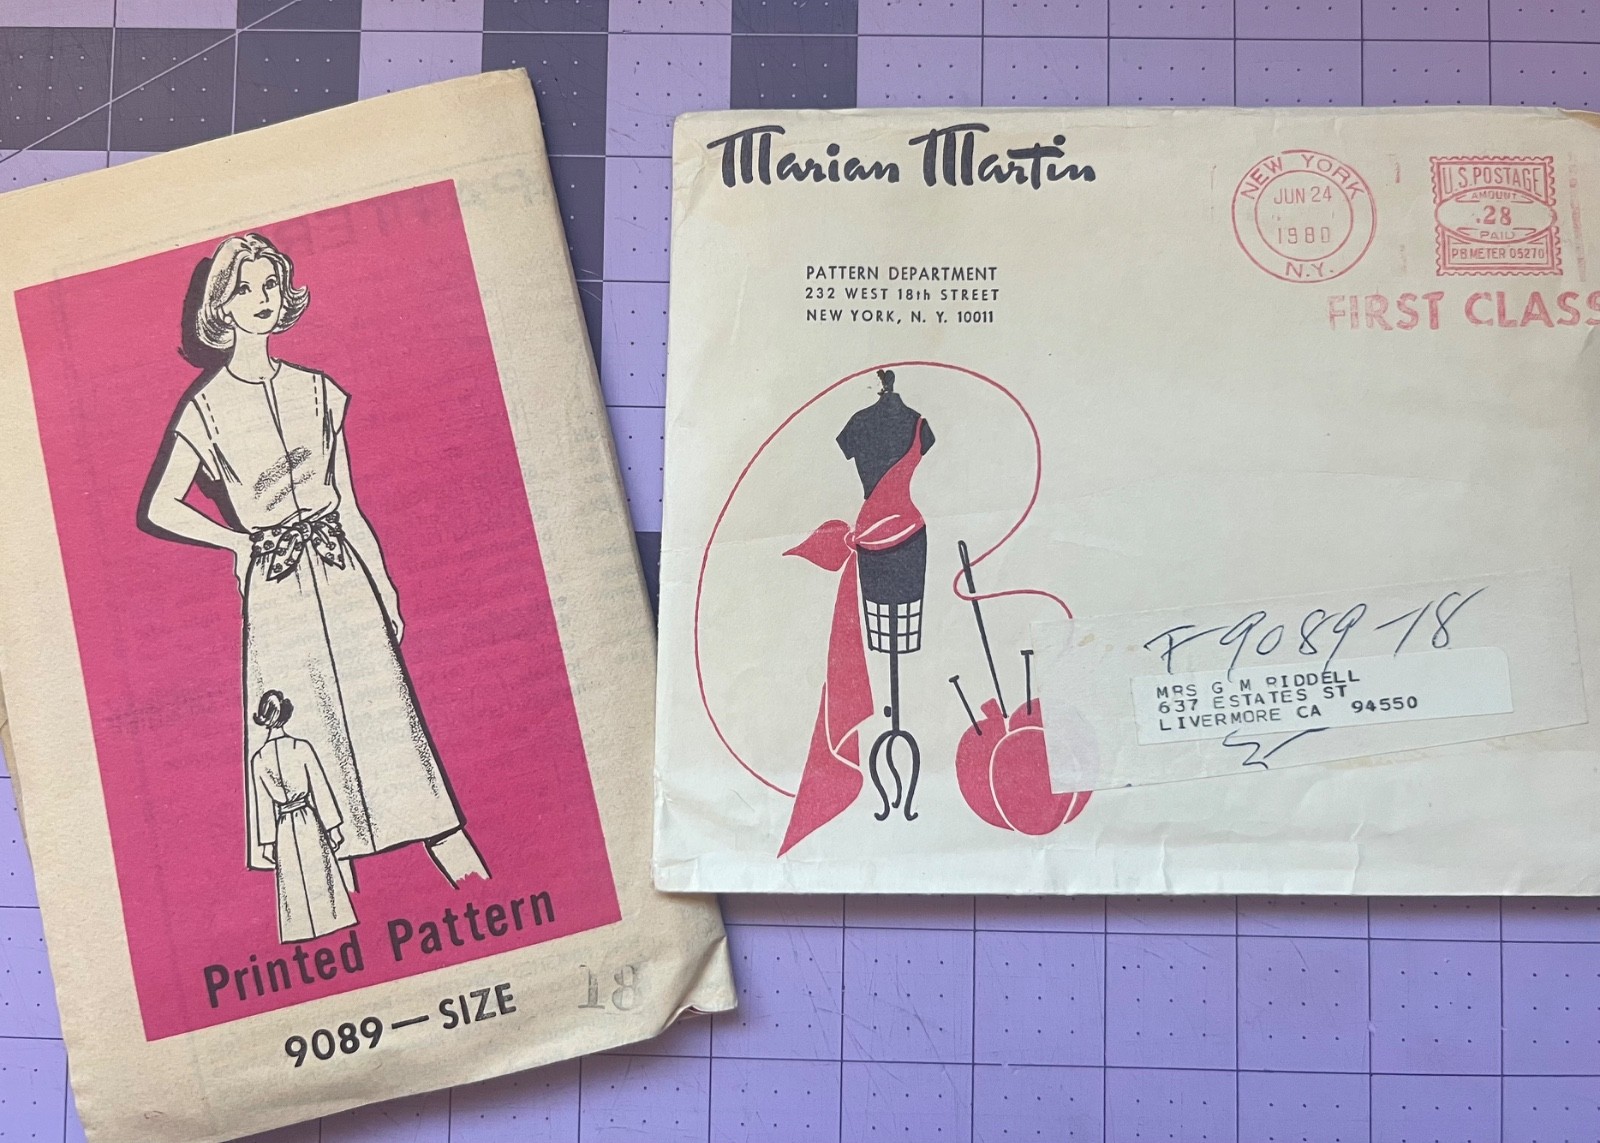 Printed Pattern
9089—SIZE 18
Marian Martin
PATTERN DEPARTMENT
232 WEST 18th STREET
NEW YORK, N. Y. 10011
NEW YORK
JUN 24
1980
N.Y.
U.S. POSTAGE
AMOUNT
.28
PAID
PB METER 05270
FIRST CLASS
F 9089-18
MRS G M RIDDELL
637 ESTATES ST
LIVERMORE CA 94550